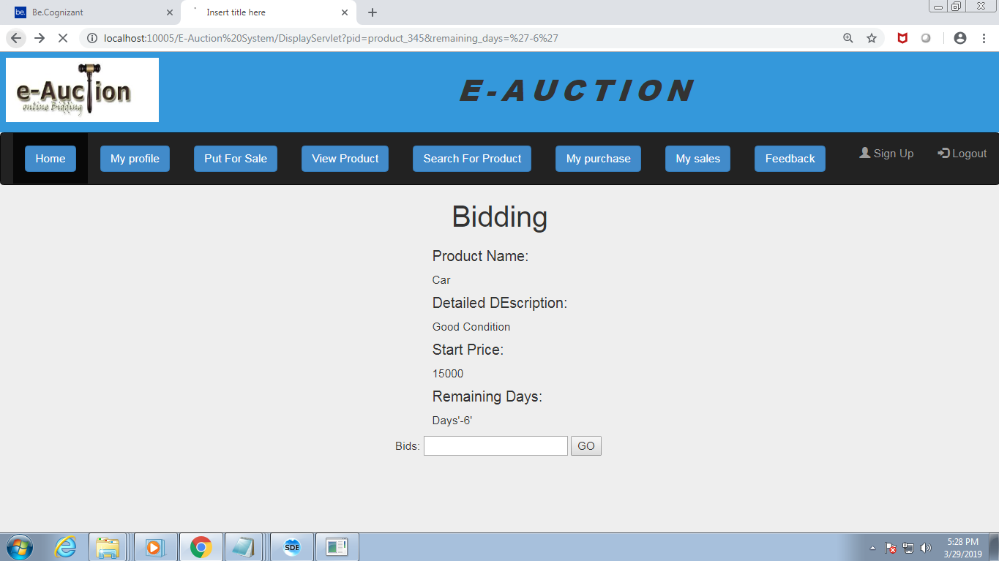 be. Be.Cognizant
Insert title here
localhost:10005/E-Auction%20System/DisplayServlet?pid=product_345&remaining_days=%27-6%27
e-Auction
online Bidding
E-AUCTION
Home My profile Put For Sale View Product Search For Product My purchase My sales Feedback Sign Up Logout
Bidding
Product Name:
Car
Detailed DEscription:
Good Condition
Start Price:
15000
Remaining Days:
Days'-6'
Bids: GO
SDE
5:28 PM
3/29/2019